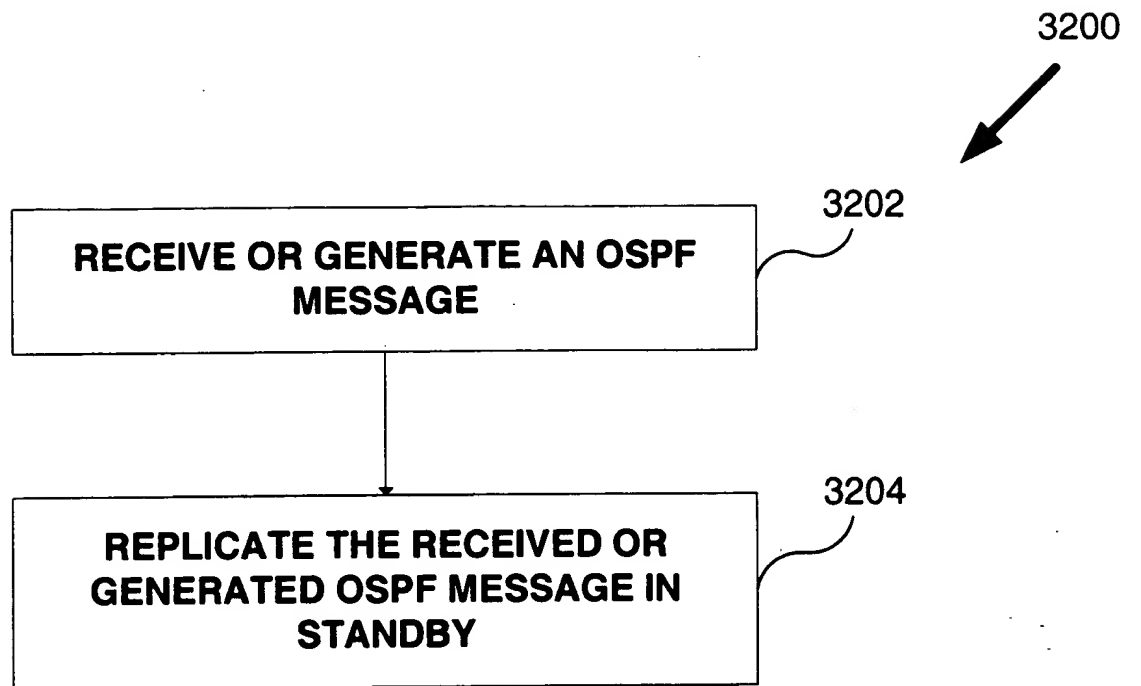 3200
3202
RECEIVE OR GENERATE AN OSPF
MESSAGE
3204
REPLICATE THE RECEIVED OR
GENERATED OSPF MESSAGE IN
STANDBY